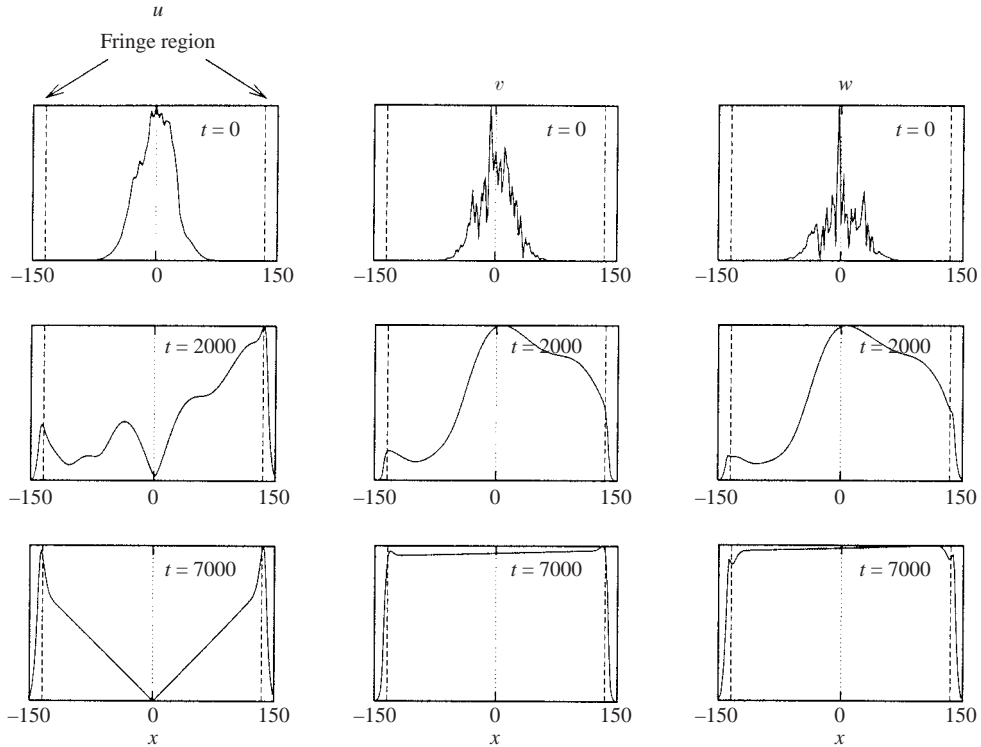 u
Fringe region
v
w
t = 0
t = 0
t = 0
–150 0 150
–150 0 150
–150 0 150
t = 2000
t = 2000
t = 2000
–150 0 150
–150 0 150
–150 0 150
t = 7000
t = 7000
t = 7000
–150 0 150
–150 0 150
–150 0 150
x
x
x